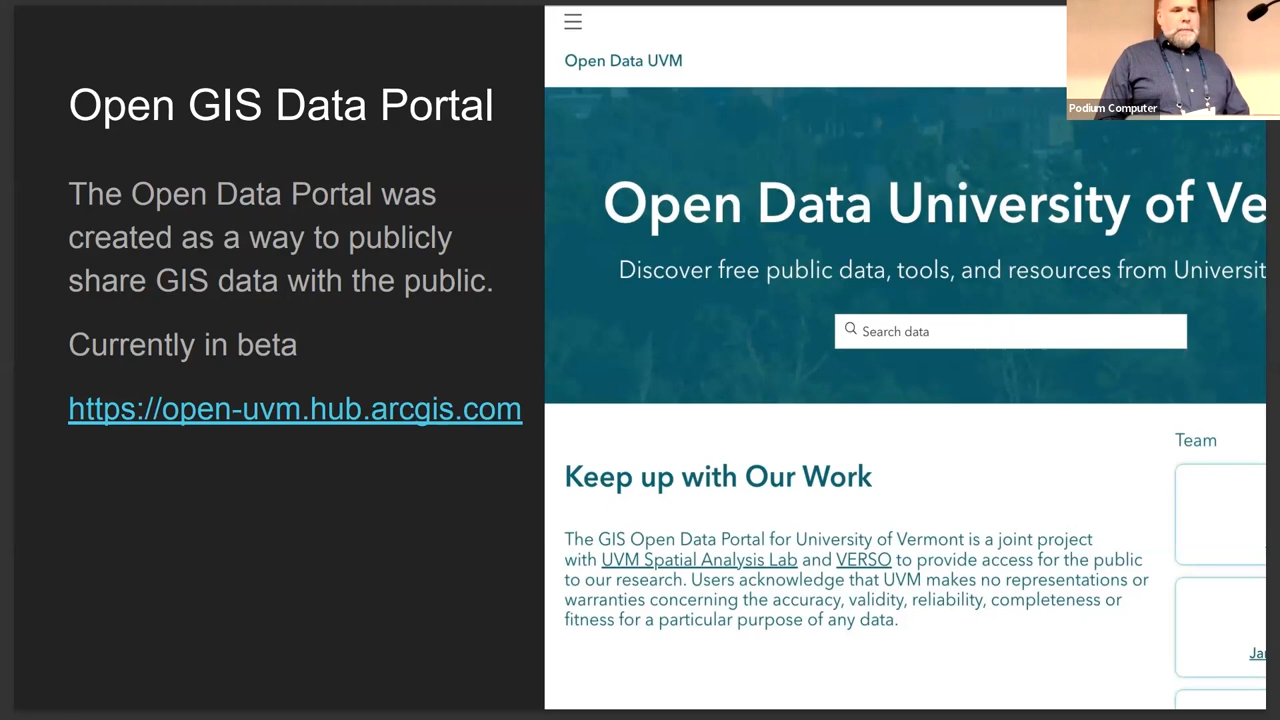 Open GIS Data Portal
The Open Data Portal was
created as a way to publicly
share GIS data with the public.
Currently in beta
https://open-uvm.hub.arcgis.com
Open Data UVM
Open Data University of Ve
Discover free public data, tools, and resources from Universit
Search data
Keep up with Our Work
The GIS Open Data Portal for University of Vermont is a joint project
with UVM Spatial Analysis Lab and VERSO to provide access for the public
to our research. Users acknowledge that UVM makes no representations or
warranties concerning the accuracy, validity, reliability, completeness or
fitness for a particular purpose of any data.
Team
Jar
Podium Computer